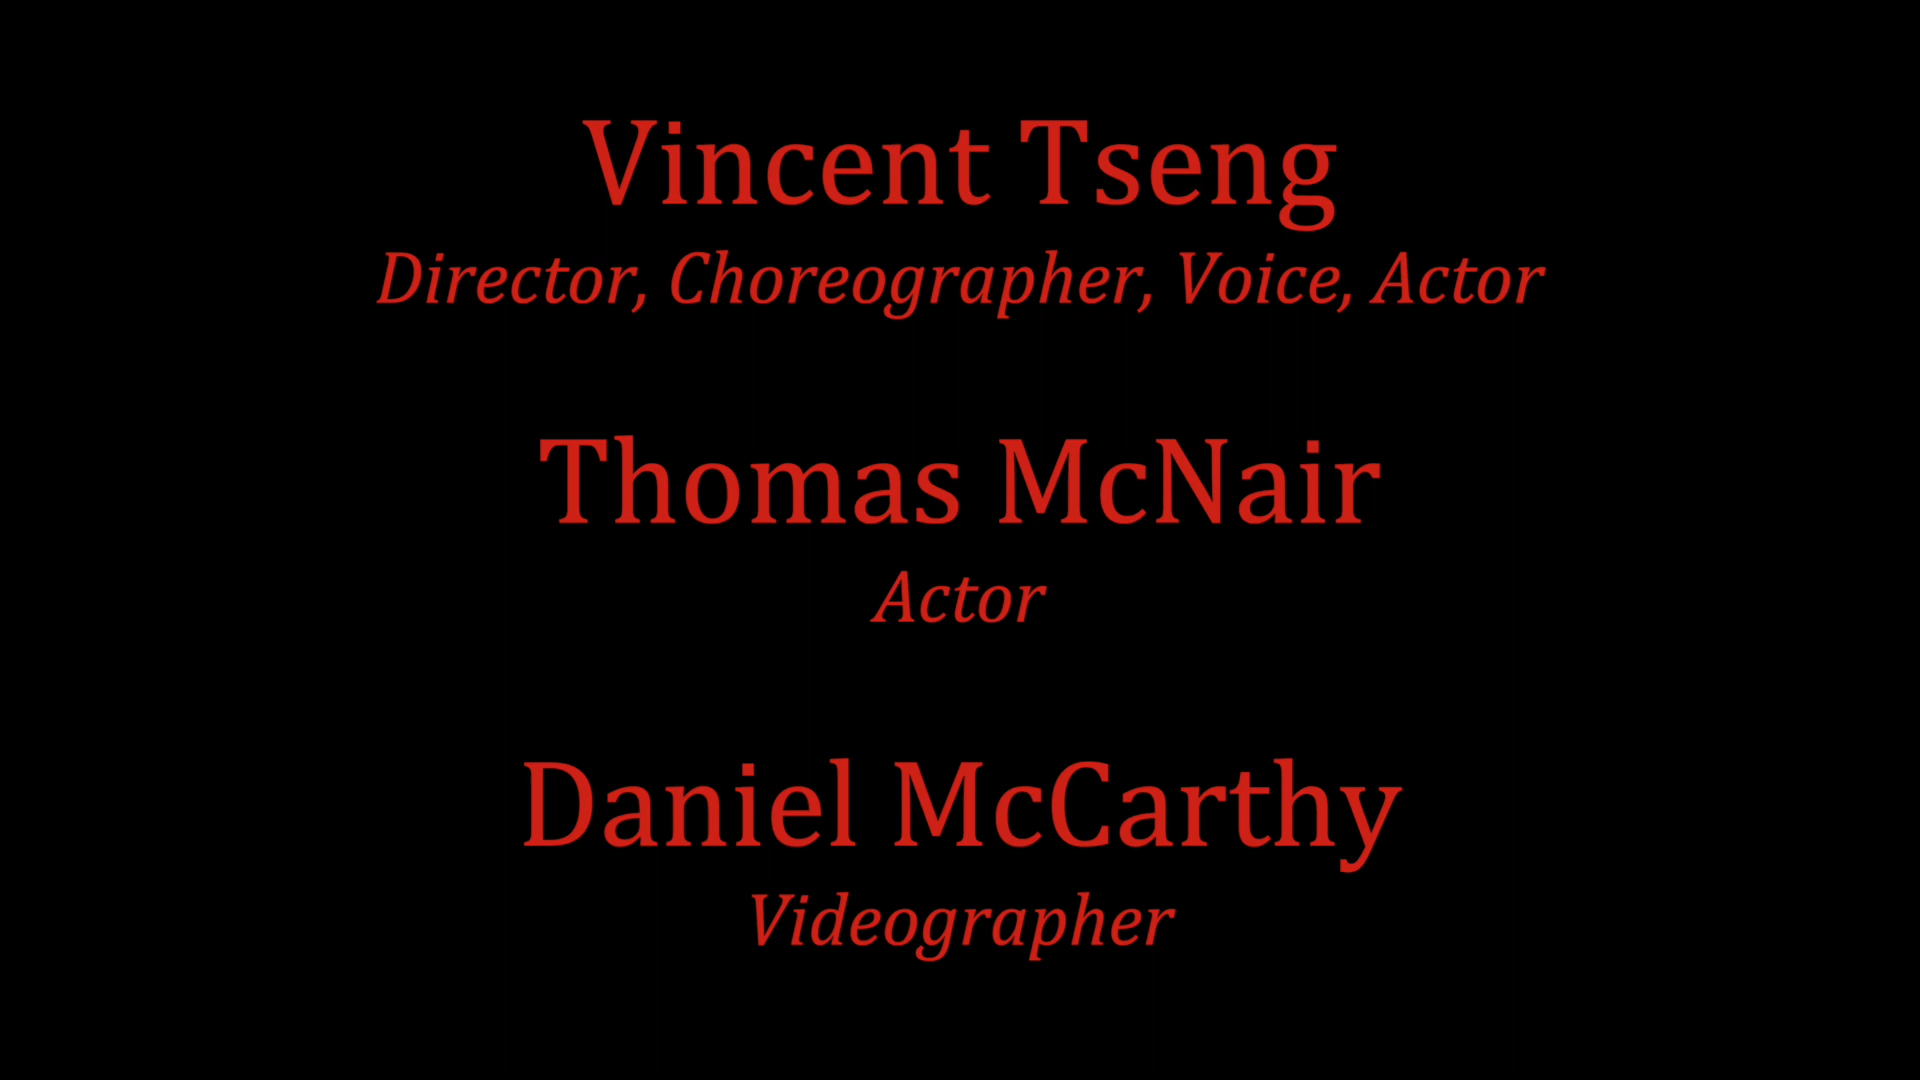 Vincent Tseng
Director, Choreographer, Voice, Actor
Thomas McNair
Actor
Daniel McCarthy
Videographer